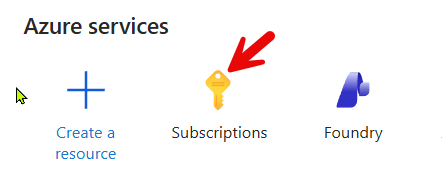 Azure services
Create a
resource
Subscriptions
Foundry